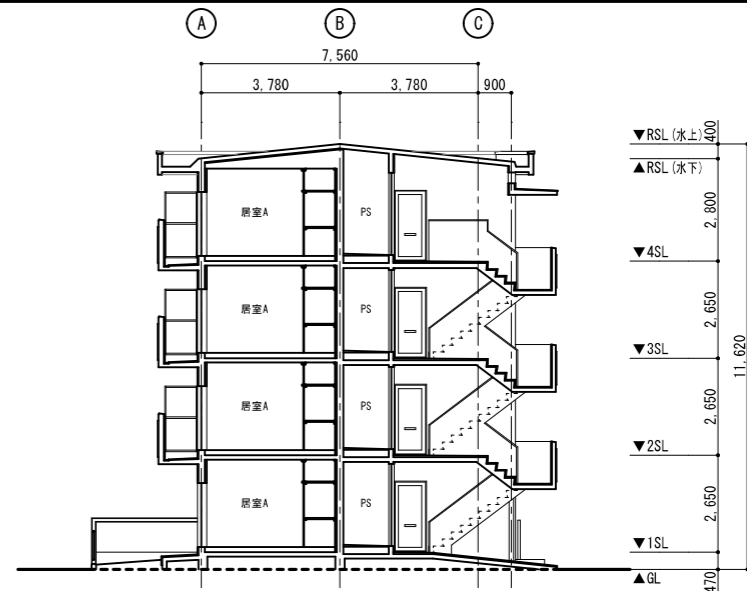 A B C
7,560
3,780 3,780 900
▼RSL(水上)
400
▲RSL(水下)
居室A PS
2,800
▼4SL
居室A PS
2,650
▼3SL
11,620
居室A PS
2,650
▼2SL
居室A PS
2,650
▼1SL
▲GL
470